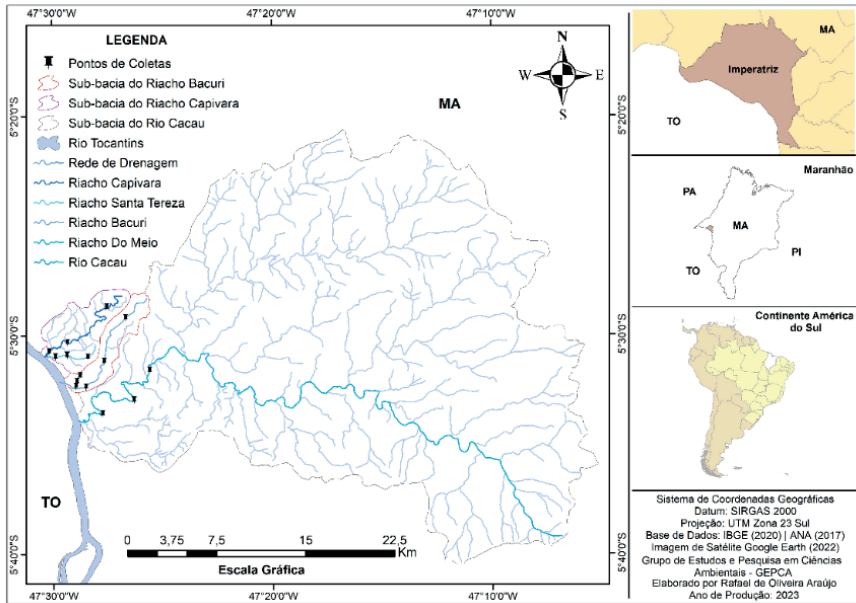 47°30'0"S
47°20'0"S
47°10'0"S
LEGENDA
Pontos de Coletas
Sub-bacia do Riacho Bacuri
Sub-bacia do Riacho Capivara
Sub-bacia do Rio Cacau
Rio Tocantins
Rede de Drenagem
Riacho Capivara
Riacho Santa Tereza
Riacho Bacuri
Riacho Do Meio
Rio Cacau
N
W E
S
MA
TO
5°20'0"S
5°30'0"S
5°40'0"S
0 3,75 7,5 15 22,5
Km
Escala Gráfica
47°30'0"S
47°20'0"S
47°10'0"S
5°20'0"S
5°30'0"S
5°40'0"S
MA
Imperatriz
TO
Maranhão
PA
MA
PI
TO
Continente América
do Sul
Sistema de Coordenadas Geográficas
Datum: SIRGAS 2000
Projeção: UTM Zona 23 Sul
Base de Dados: IBGE (2020) | ANA (2017)
Imagem de Satélite Google Earth (2022)
Grupo de Estudos e Pesquisa em Ciências
Ambientais - GEPCA
Elaborado por Rafael de Oliveira Araújo
Ano de Produção: 2023